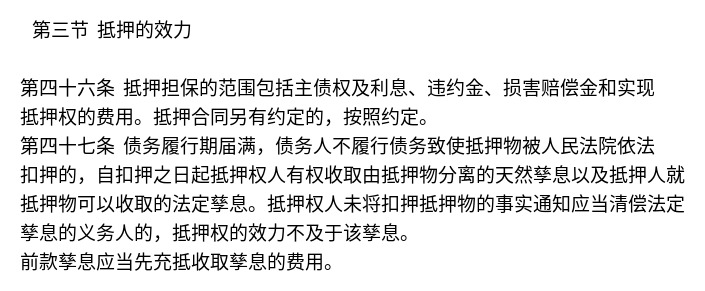 第三节 抵押的效力
第四十六条 抵押担保的范围包括主债权及利息、违约金、损害赔偿金和实现
抵押权的费用。抵押合同另有约定的，按照约定。
第四十七条 债务履行期届满，债务人不履行债务致使抵押物被人民法院依法
扣押的，自扣押之日起抵押权人有权收取由抵押物分离的天然孳息以及抵押人就
抵押物可以收取的法定孳息。抵押权人未将扣押抵押物的事实通知应当清偿法定
孳息的义务人的，抵押权的效力不及于该孳息。
前款孳息应当先充抵收取孳息的费用。